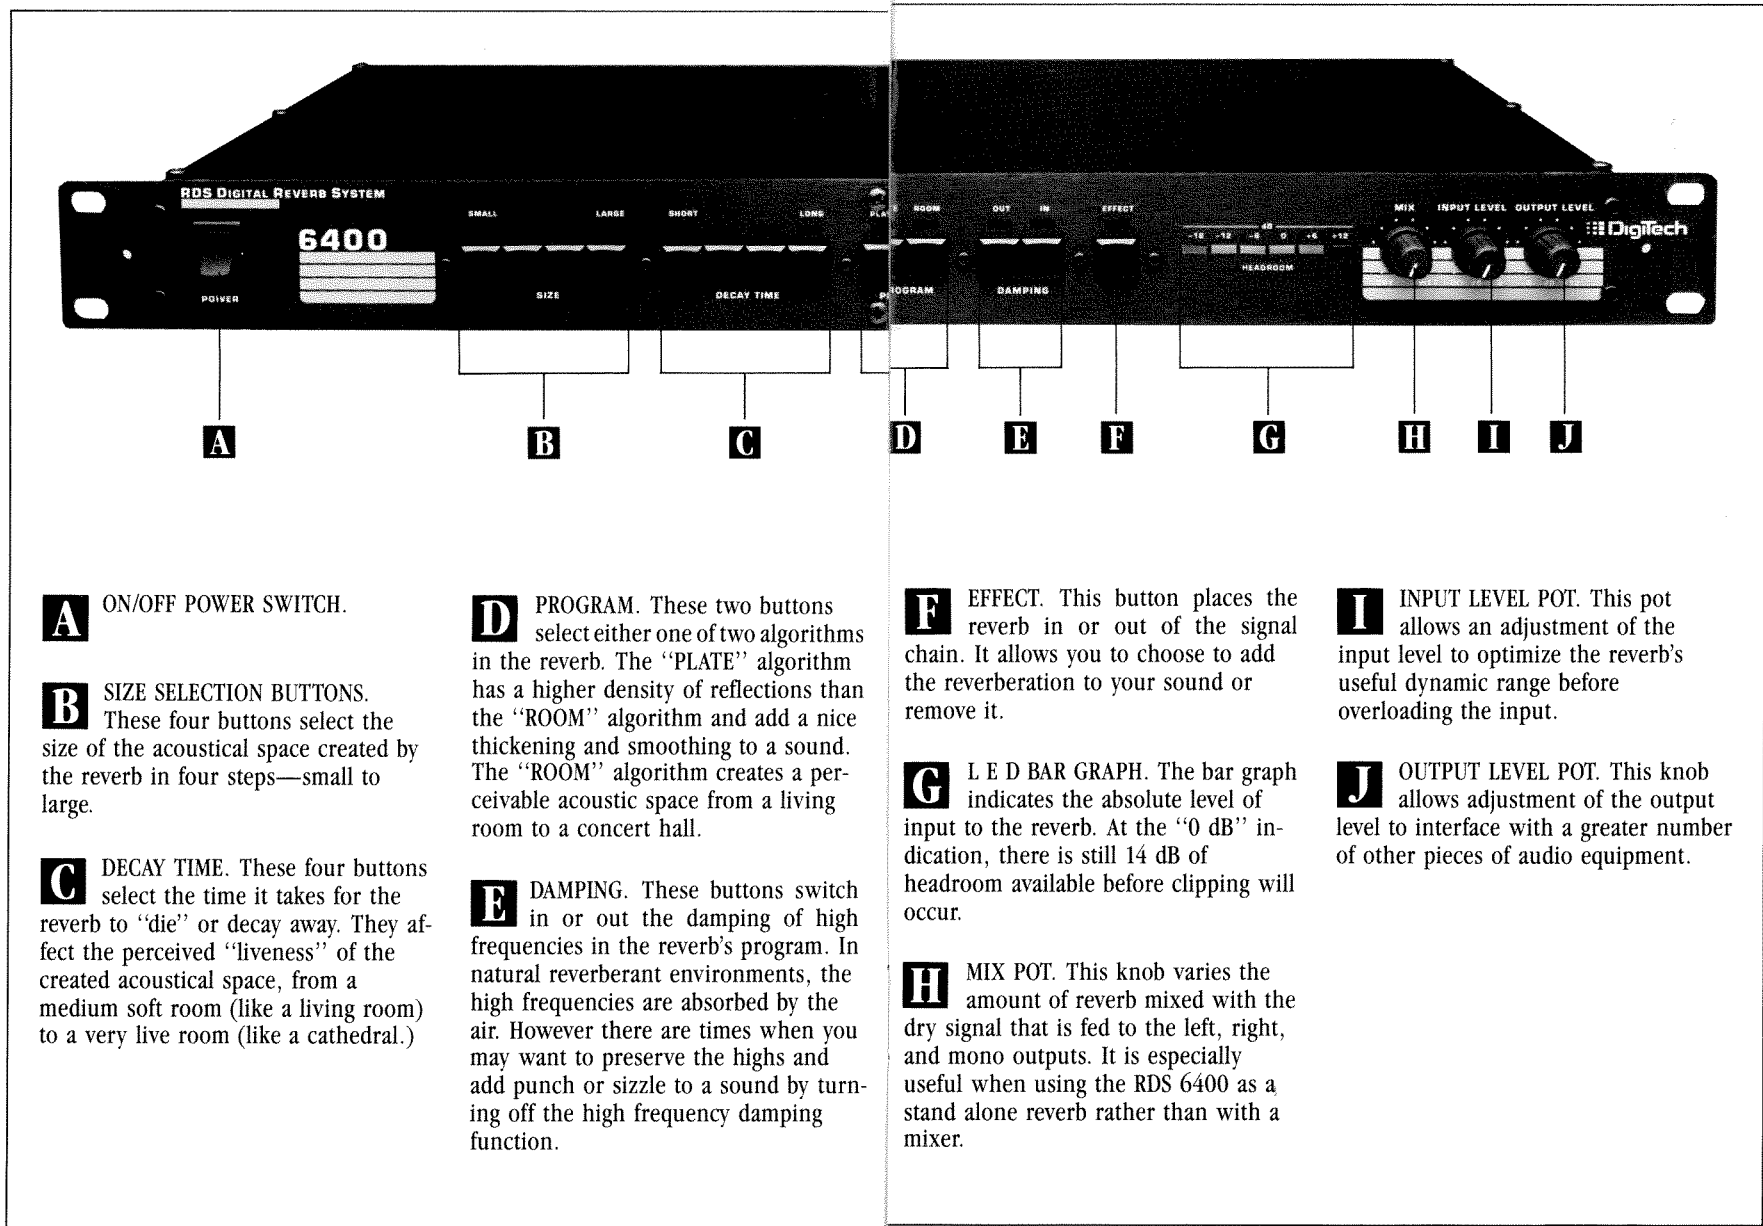 RDS DIGITAL REVERB SYSTEM
6400
POWER
SMALL LARGE
SIZE
SHORT LONG
DECAY TIME
ROOM
OUT IN
DAMPING
EFFECT
dB
-18 -12 -6 0 +6 +12
HEADROOM
MIX INPUT LEVEL OUTPUT LEVEL
DigiTech
A B C D E F G H I J
A ON/OFF POWER SWITCH.
B SIZE SELECTION BUTTONS.
These four buttons select the
size of the acoustical space created by
the reverb in four steps—small to
large.
C DECAY TIME. These four buttons
select the time it takes for the
reverb to “die” or decay away. They af-
fect the perceived “liveness” of the
created acoustical space, from a
medium soft room (like a living room)
to a very live room (like a cathedral.)
D PROGRAM. These two buttons
select either one of two algorithms
in the reverb. The “PLATE” algorithm
has a higher density of reflections than
the “ROOM” algorithm and add a nice
thickening and smoothing to a sound.
The “ROOM” algorithm creates a per-
ceivable acoustic space from a living
room to a concert hall.
E DAMPING. These buttons switch
in or out the damping of high
frequencies in the reverb's program. In
natural reverberant environments, the
high frequencies are absorbed by the
air. However there are times when you
may want to preserve the highs and
add punch or sizzle to a sound by turn-
ing off the high frequency damping
function.
F EFFECT. This button places the
reverb in or out of the signal
chain. It allows you to choose to add
the reverberation to your sound or
remove it.
G L E D BAR GRAPH. The bar graph
indicates the absolute level of
input to the reverb. At the “0 dB” in-
dication, there is still 14 dB of
headroom available before clipping will
occur.
H MIX POT. This knob varies the
amount of reverb mixed with the
dry signal that is fed to the left, right,
and mono outputs. It is especially
useful when using the RDS 6400 as a
stand alone reverb rather than with a
mixer.
I INPUT LEVEL POT. This pot
allows an adjustment of the
input level to optimize the reverb's
useful dynamic range before
overloading the input.
J OUTPUT LEVEL POT. This knob
allows adjustment of the output
level to interface with a greater number
of other pieces of audio equipment.